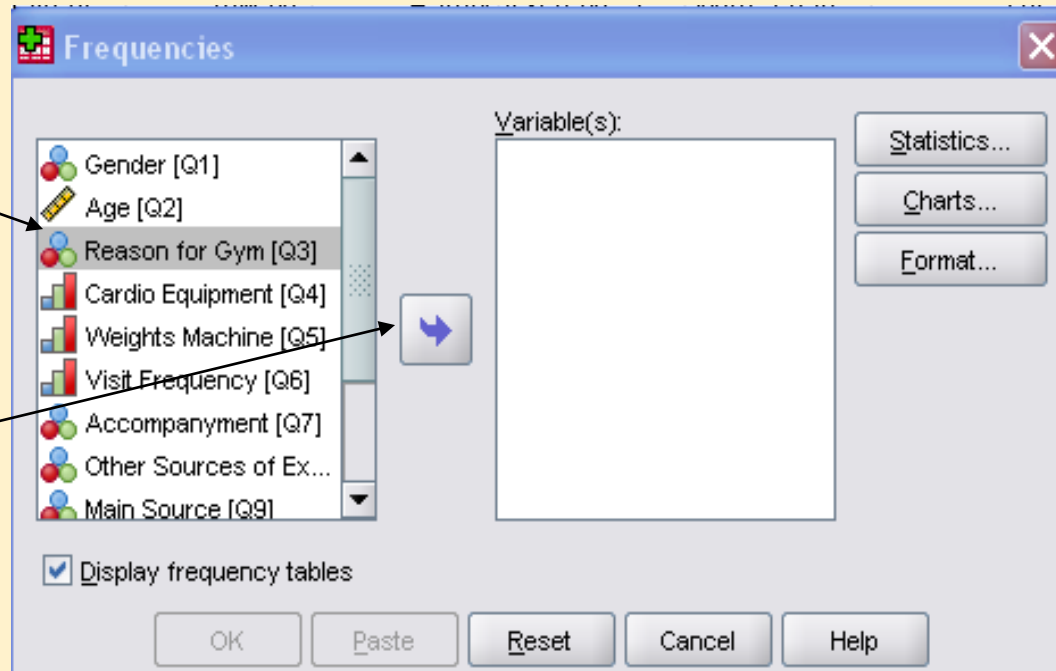 Frequencies
Variable(s):
Gender [Q1]
Age [Q2]
Reason for Gym [Q3]
Cardio Equipment [Q4]
Weights Machine [Q5]
Visit Frequency [Q6]
Accompanyment [Q7]
Other Sources of Ex...
Main Source [Q9]
Statistics...
Charts...
Format...
Display frequency tables
OK Paste Reset Cancel Help